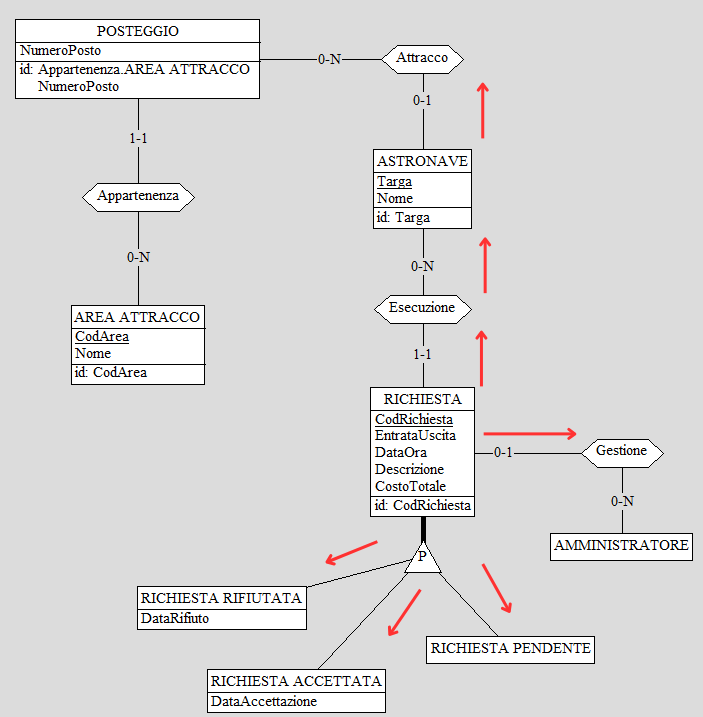 POSTEGGIO
NumeroPosto
id: Appartenenza.AREA ATTRACCO
NumeroPosto
0-N
Attracco
0-1
1-1
ASTRONAVE
Targa
Nome
id: Targa
Appartenenza
0-N
0-N
Esecuzione
AREA ATTRACCO
CodArea
Nome
id: CodArea
1-1
RICHIESTA
CodRichiesta
EntrataUscita
DataOra
Descrizione
CostoTotale
id: CodRichiesta
0-1
Gestione
0-N
AMMINISTRATORE
P
RICHIESTA RIFIUTATA
DataRifiuto
RICHIESTA PENDENTE
RICHIESTA ACCETTATA
DataAccettazione